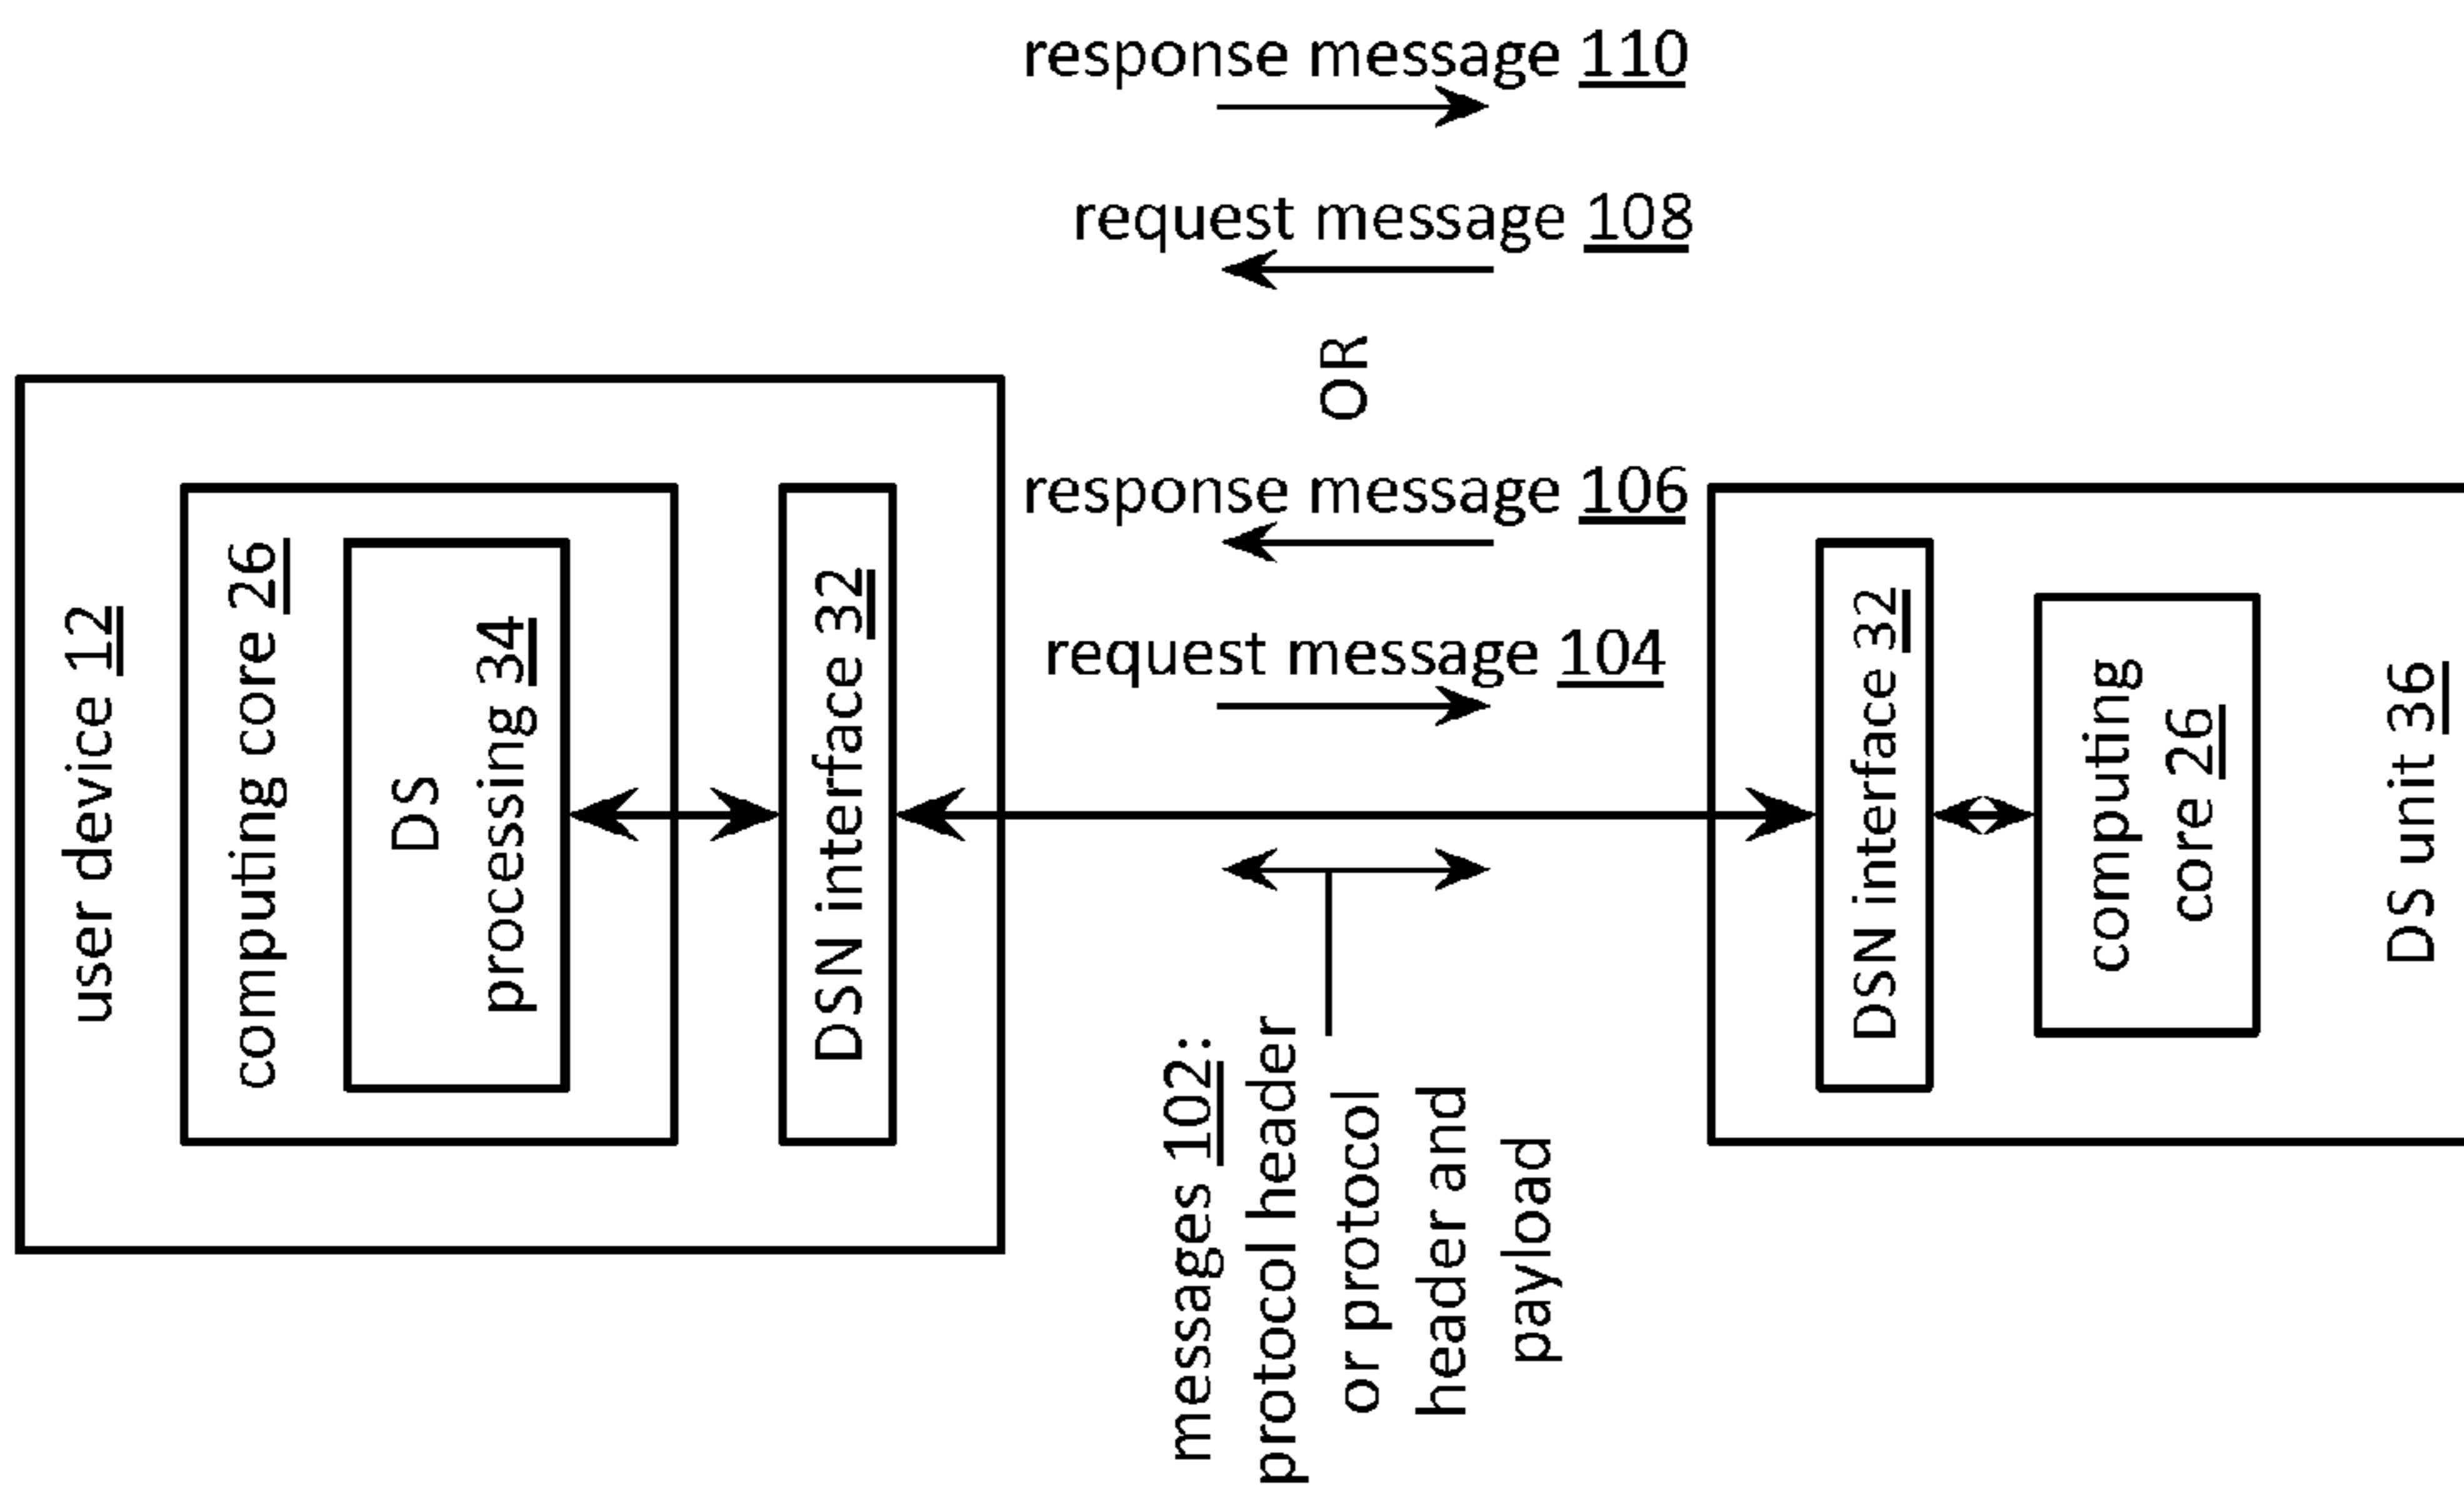 user device 12
computing core 26
DS
processing 34
DSN interface 32
messages 102:
protocol header
or protocol
header and
payload
request message 104
response message 106
OR
request message 108
response message 110
DSN interface 32
computing
core 26
DS unit 36